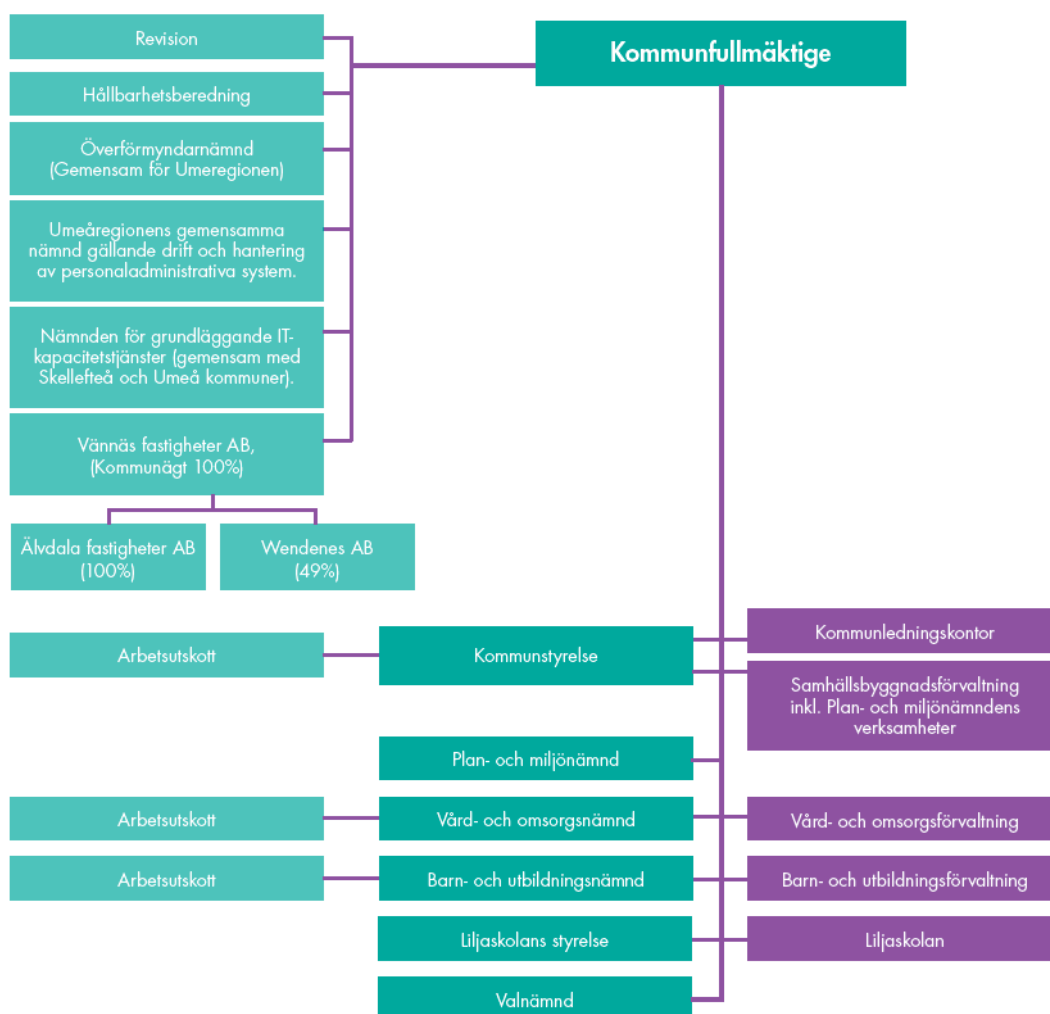 Kommunfullmäktige
Revision
Hållbarhetsberedning
Överförmyndarnämnd
(Gemensam för Umeregionen)
Umeåregionens gemensamma
nämnd gällande drift och hantering
av personaladministrativa system.
Nämnden för grundläggande IT-
kapacitetstjänster (gemensam med
Skellefteå och Umeå kommuner).
Vännäs fastigheter AB,
(Kommunägt 100%)
Älvdala fastigheter AB
(100%)
Wendenes AB
(49%)
Arbetsutskott
Kommunstyrelse
Kommunledningskontor
Samhällsbyggnadsförvaltning
inkl. Plan- och miljönämndens
verksamheter
Plan- och miljönämnd
Arbetsutskott
Vård- och omsorgsnämnd
Vård- och omsorgsförvaltning
Arbetsutskott
Barn- och utbildningsnämnd
Barn- och utbildningsförvaltning
Liljaskolans styrelse
Liljaskolan
Valnämnd